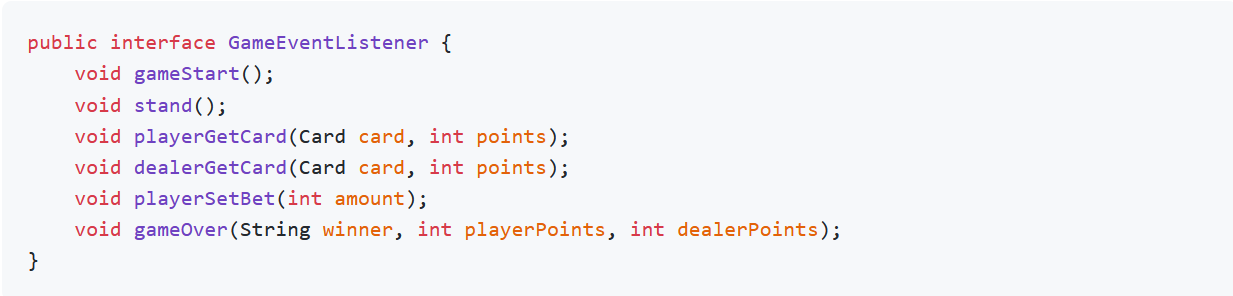 public interface GameEventListener {
    void gameStart();
    void stand();
    void playerGetCard(Card card, int points);
    void dealerGetCard(Card card, int points);
    void playerSetBet(int amount);
    void gameOver(String winner, int playerPoints, int dealerPoints);
}